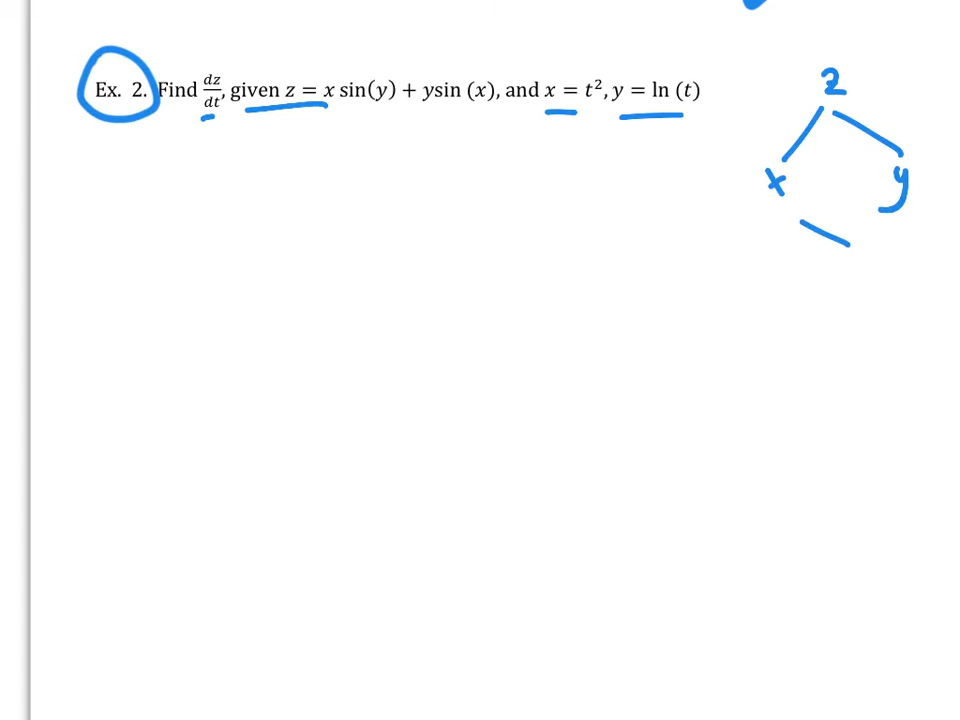 Ex. 2. Find dz/dt, given z = x sin(y) + ysin (x), and x = t², y = ln (t)
z
x y